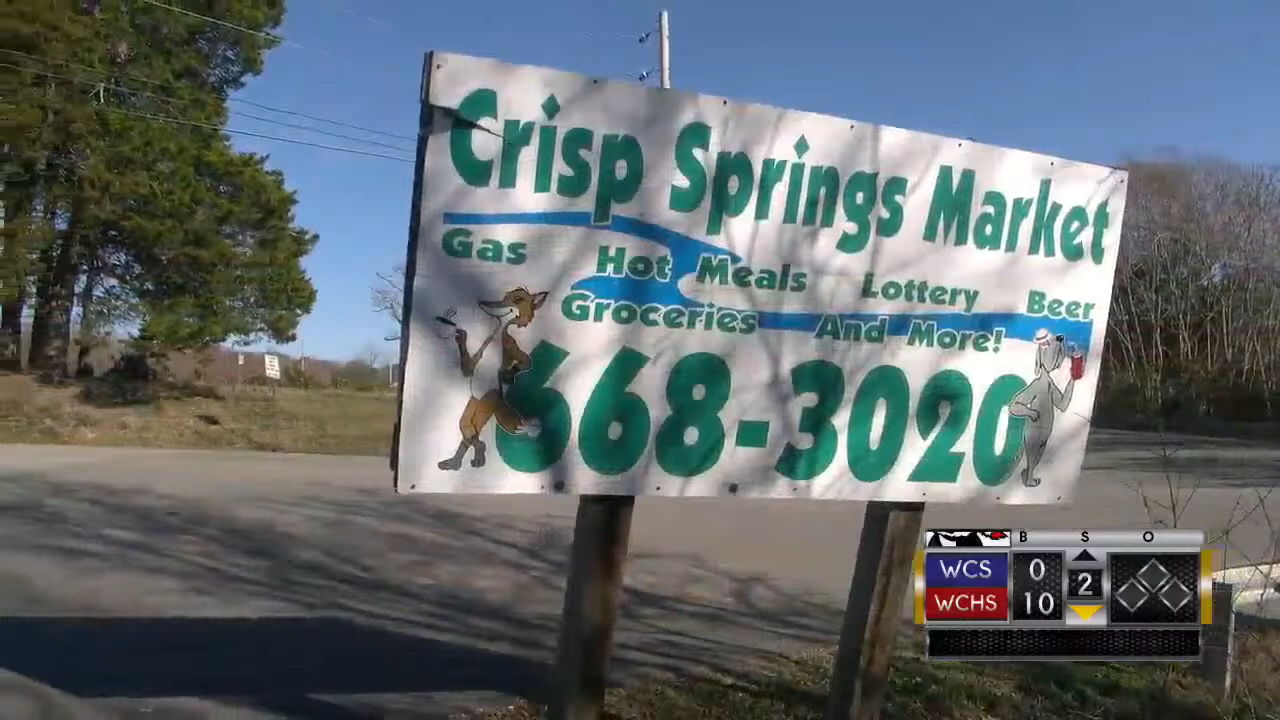 Crisp Springs Market
Gas Hot Meals Lottery Beer
Groceries And More!
668-3020
B S O
WCS 0
WCHS 10
2